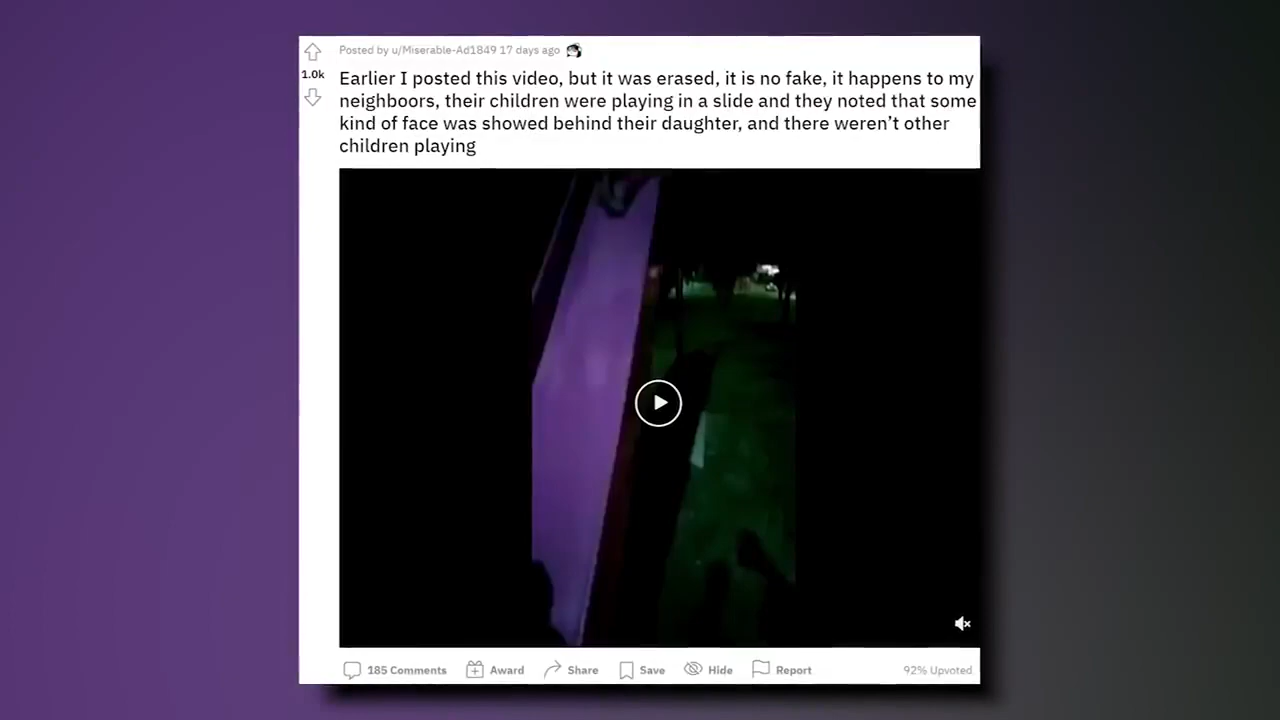 Posted by u/Miserable-Ad1849 17 days ago
1.0k
Earlier I posted this video, but it was erased, it is no fake, it happens to my
neighboors, their children were playing in a slide and they noted that some
kind of face was showed behind their daughter, and there weren't other
children playing
185 Comments Award Share Save Hide Report 92% Upvoted